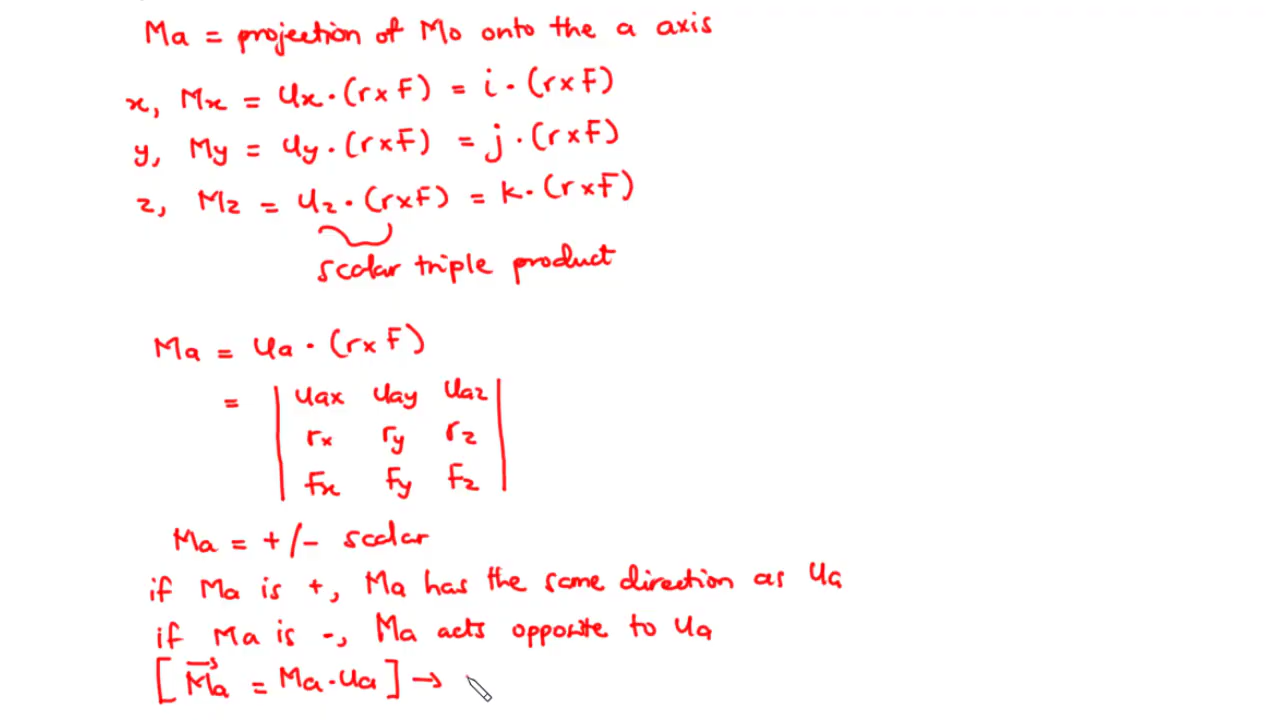 Ma = projection of Mo onto the a axis
x, Mx = ux · (r x F) = i · (r x F)
y, My = uy · (r x F) = j · (r x F)
z, Mz = uz · (r x F) = k · (r x F)
scalar triple product
Ma = ua · (r x F)
= | uax uay uaz |
| rx ry rz |
| Fx Fy Fz |
Ma = +/- scalar
if Ma is +, Ma has the same direction as ua
if Ma is -, Ma acts opposite to ua
[ M⃗a = Ma · ua ] →